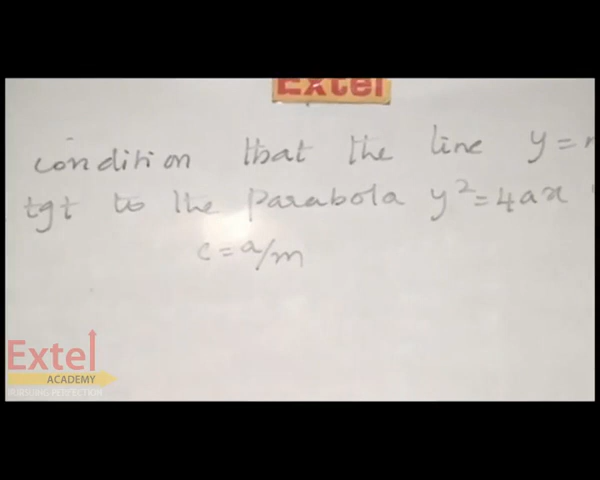 Extel
condition that the line y =
tgt to the parabola y² = 4ax
c = a/m
Extel
ACADEMY